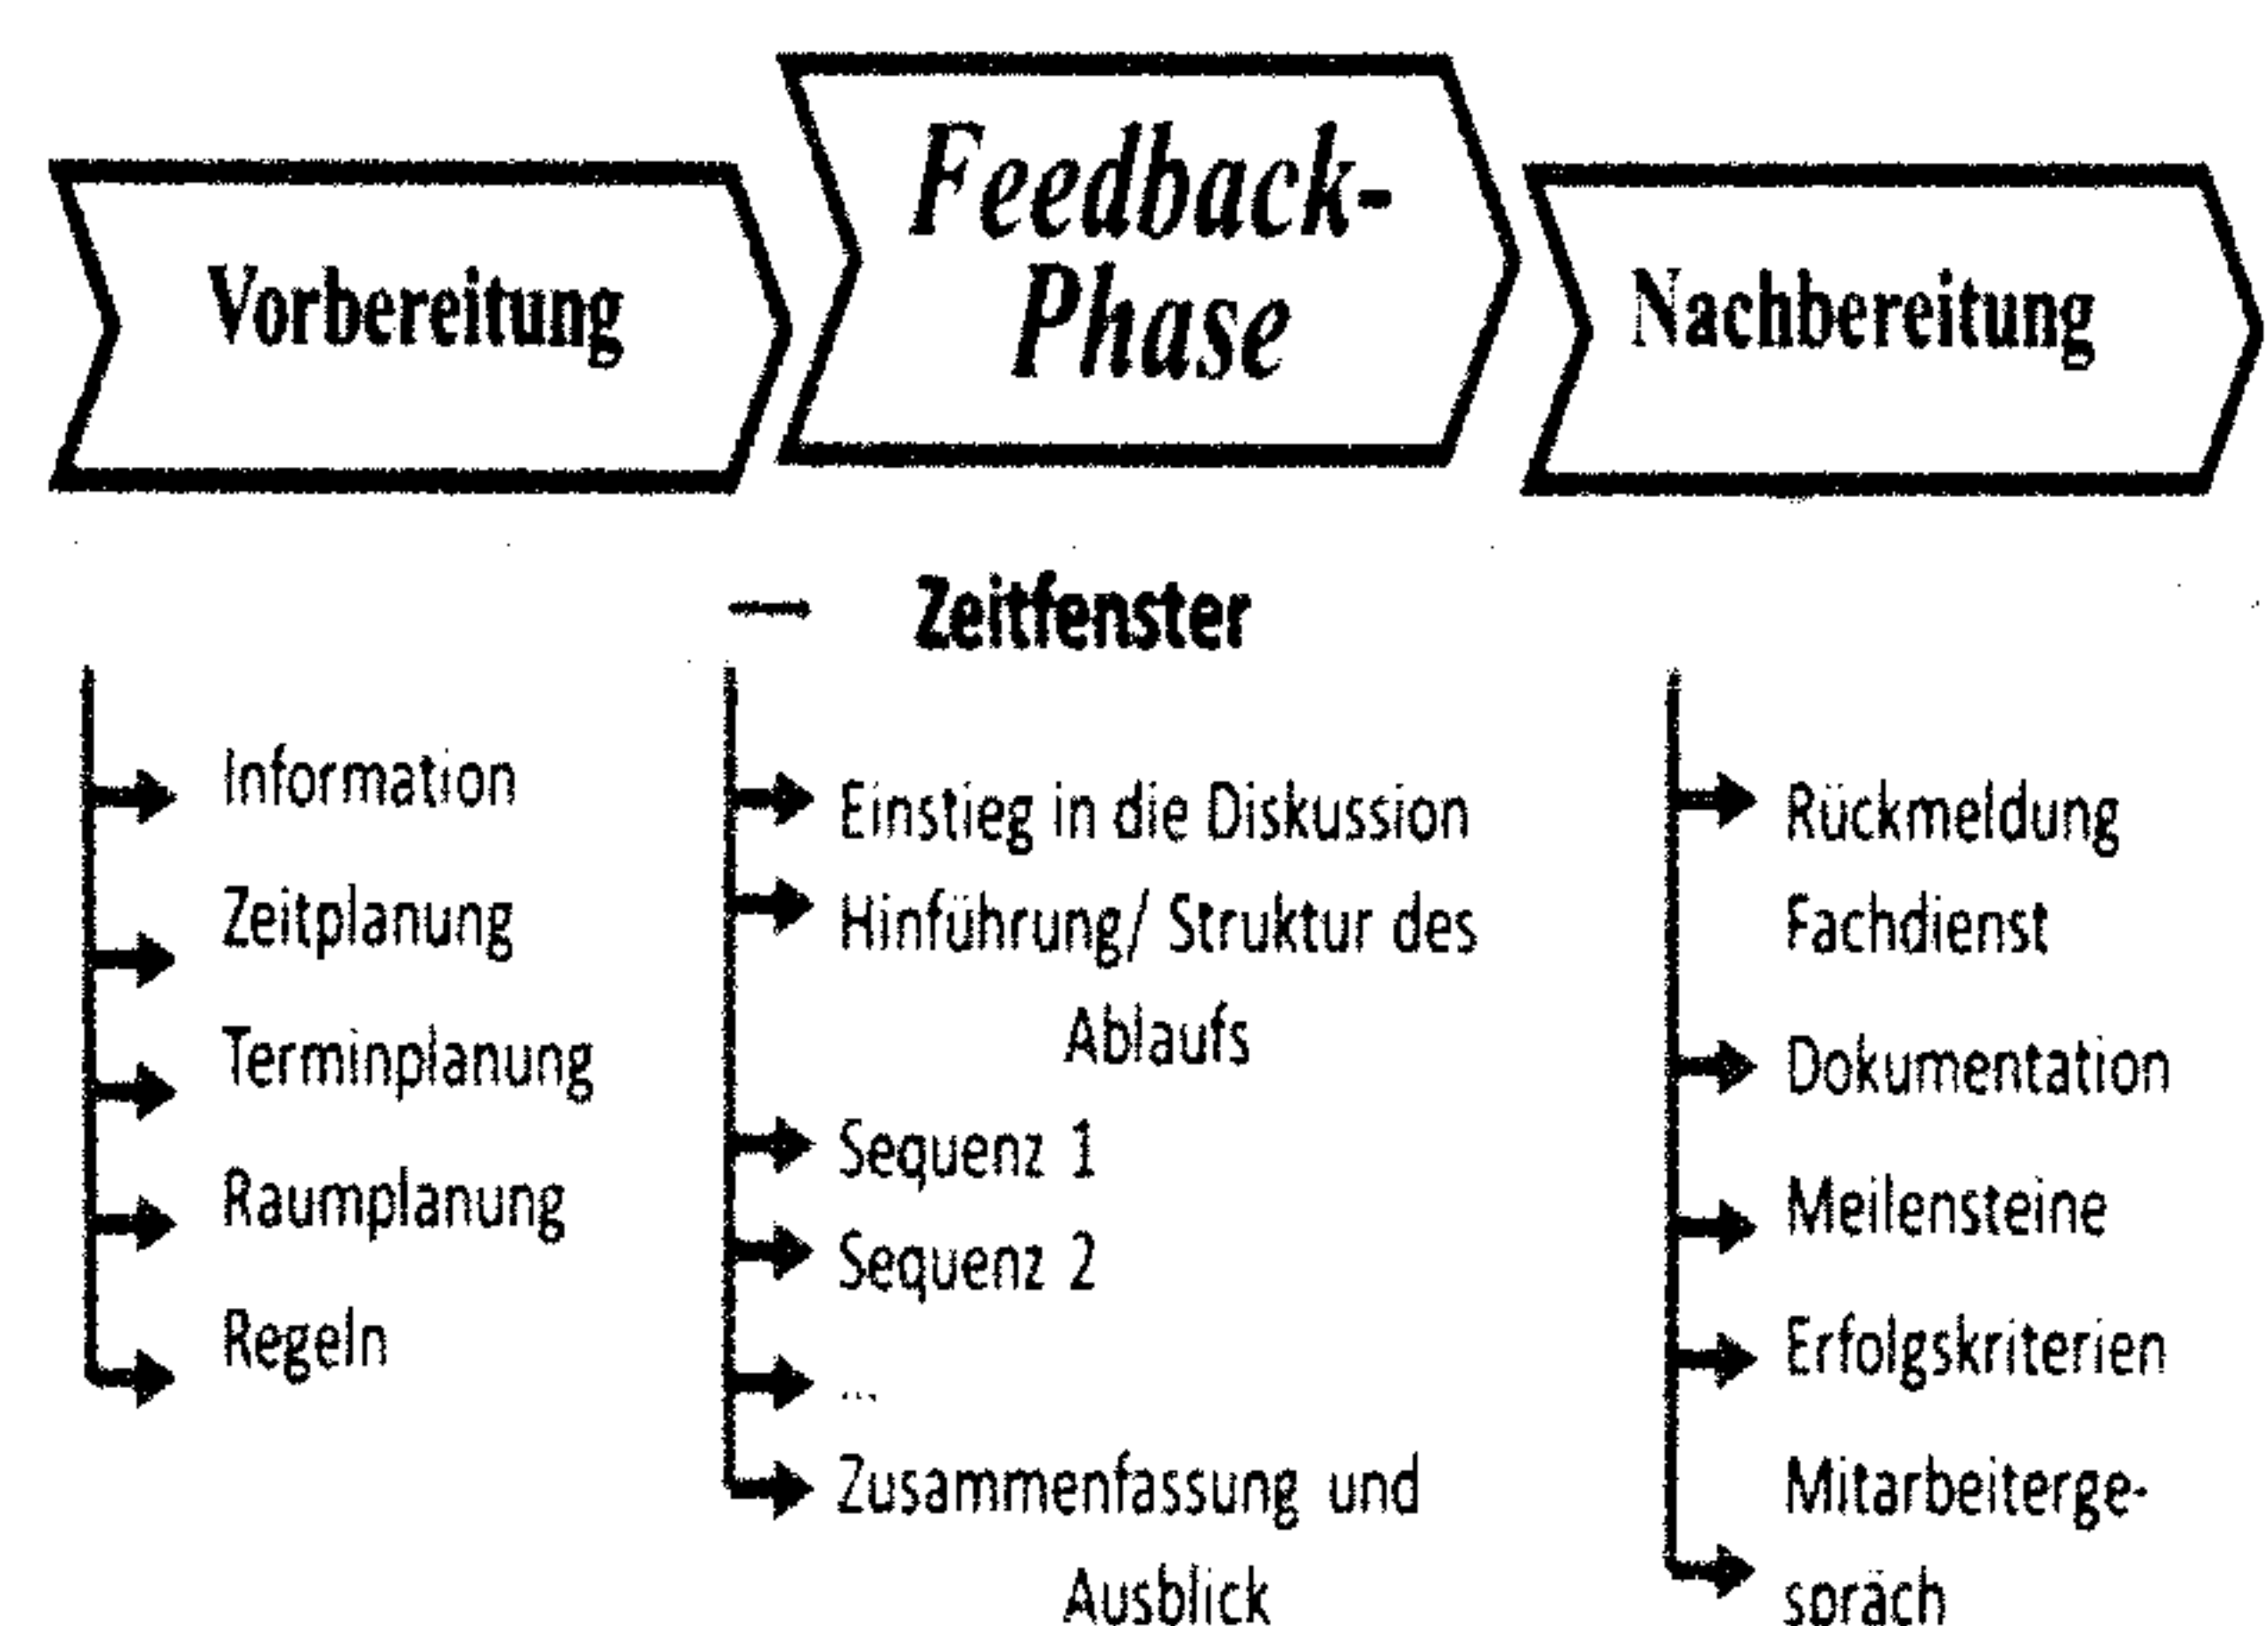 Vorbereitung
Feedback-
Phase
Nachbereitung
Zeitfenster
Information
Zeitplanung
Terminplanung
Raumplanung
Regeln
Einstieg in die Diskussion
Hinführung/ Struktur des
Ablaufs
Sequenz 1
Sequenz 2
...
Zusammenfassung und
Ausblick
Rückmeldung
Fachdienst
Dokumentation
Meilensteine
Erfolgskriterien
Mitarbeiterge-
spräch